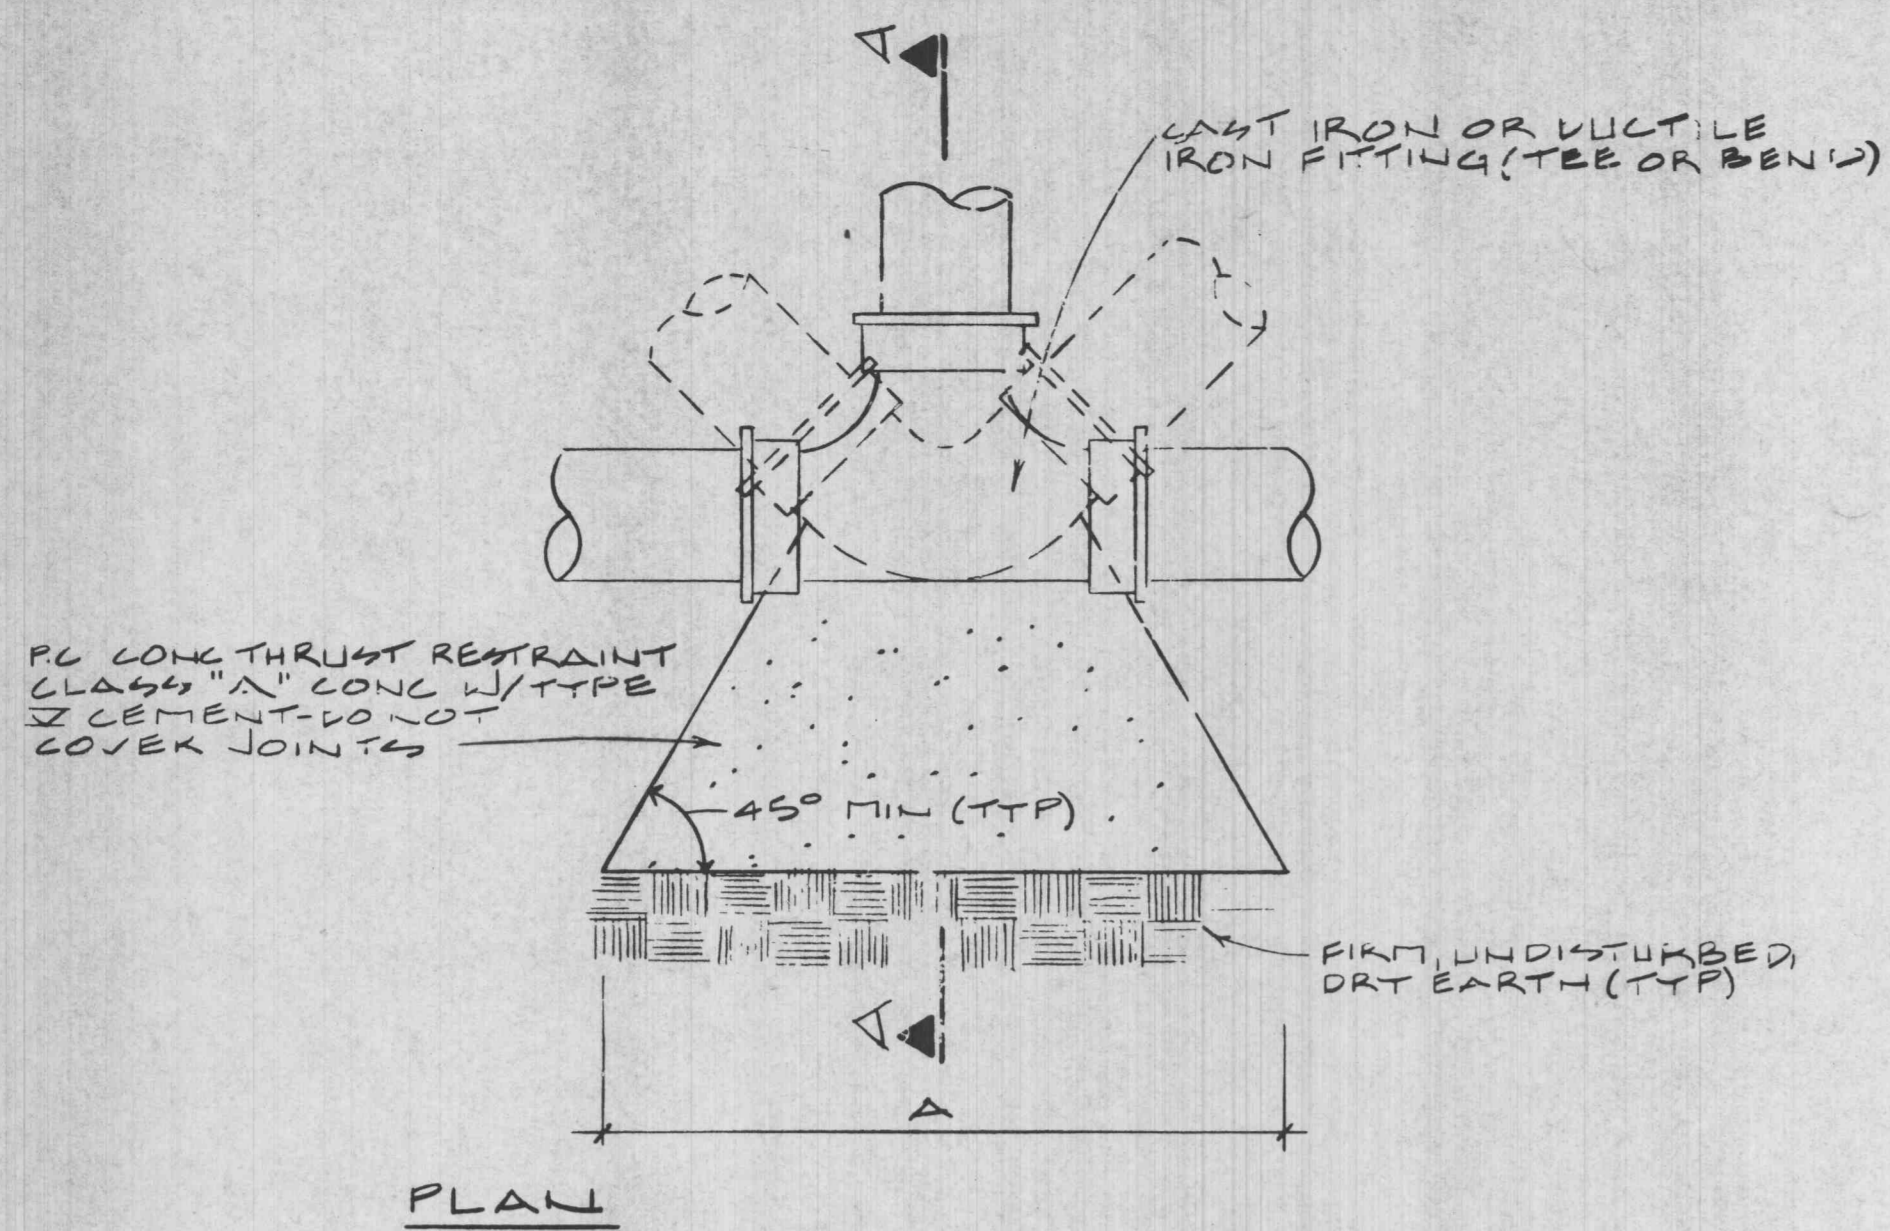 A
CAST IRON OR DUCTILE
IRON FITTING (TEE OR BEND)
P.C CONC THRUST RESTRAINT
CLASS "A" CONC W/TYPE
V CEMENT-DO NOT
COVER JOINTS
45° MIN (TYP)
FIRM, UNDISTURBED,
DRY EARTH (TYP)
A
A
PLAN